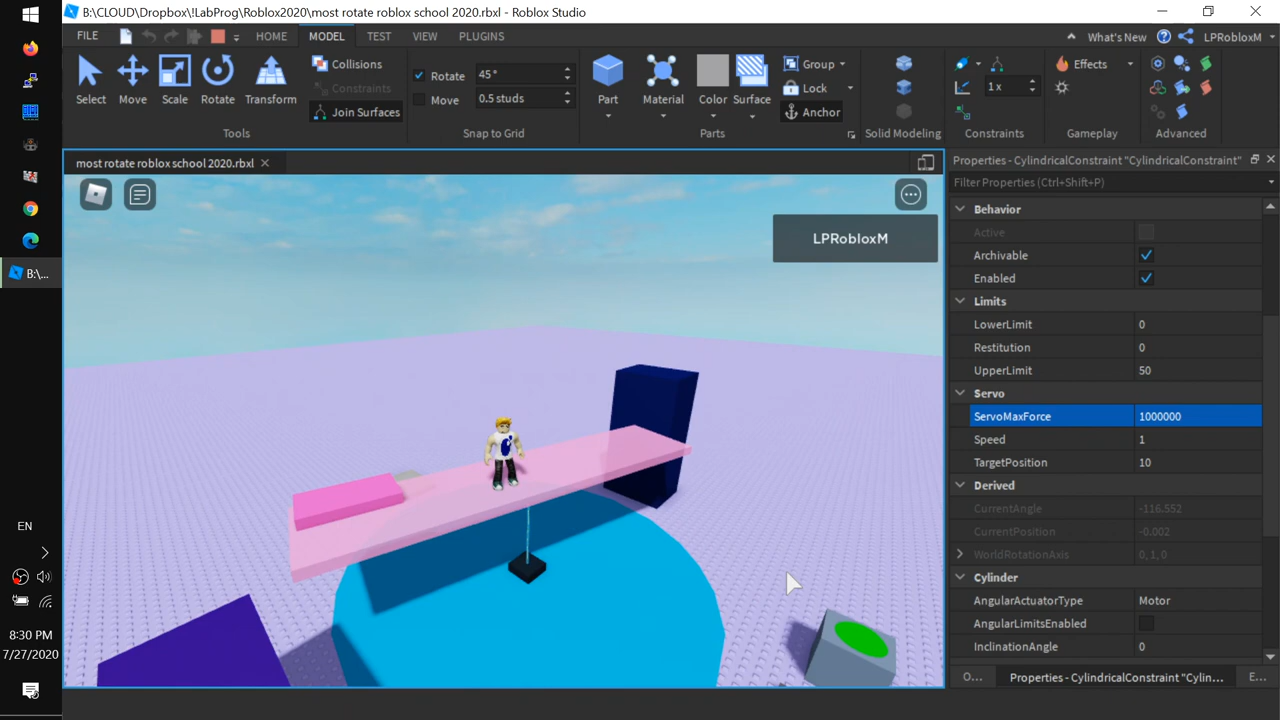 B:\CLOUD\Dropbox\!LabProg\Roblox2020\most rotate roblox school 2020.rbxl - Roblox Studio
FILE HOME MODEL TEST VIEW PLUGINS What's New LPRobloxM
Select Move Scale Rotate Transform
Collisions
Constraints
Join Surfaces
Tools
Rotate 45°
Move 0.5 studs
Snap to Grid
Part Material Color Surface
Group
Lock
Anchor
Parts
Solid Modeling
1 x
Constraints
Effects
Gameplay
Advanced
most rotate roblox school 2020.rbxl
LPRobloxM
Properties - CylindricalConstraint "CylindricalConstraint"
Filter Properties (Ctrl+Shift+P)
Behavior
Active
Archivable
Enabled
Limits
LowerLimit 0
Restitution 0
UpperLimit 50
Servo
ServoMaxForce 1000000
Speed 1
TargetPosition 10
Derived
CurrentAngle -116.552
CurrentPosition -0.002
WorldRotationAxis 0, 1, 0
Cylinder
AngularActuatorType Motor
AngularLimitsEnabled
InclinationAngle 0
O... Properties - CylindricalConstraint "Cylin... E...
B:\...
EN
8:30 PM
7/27/2020